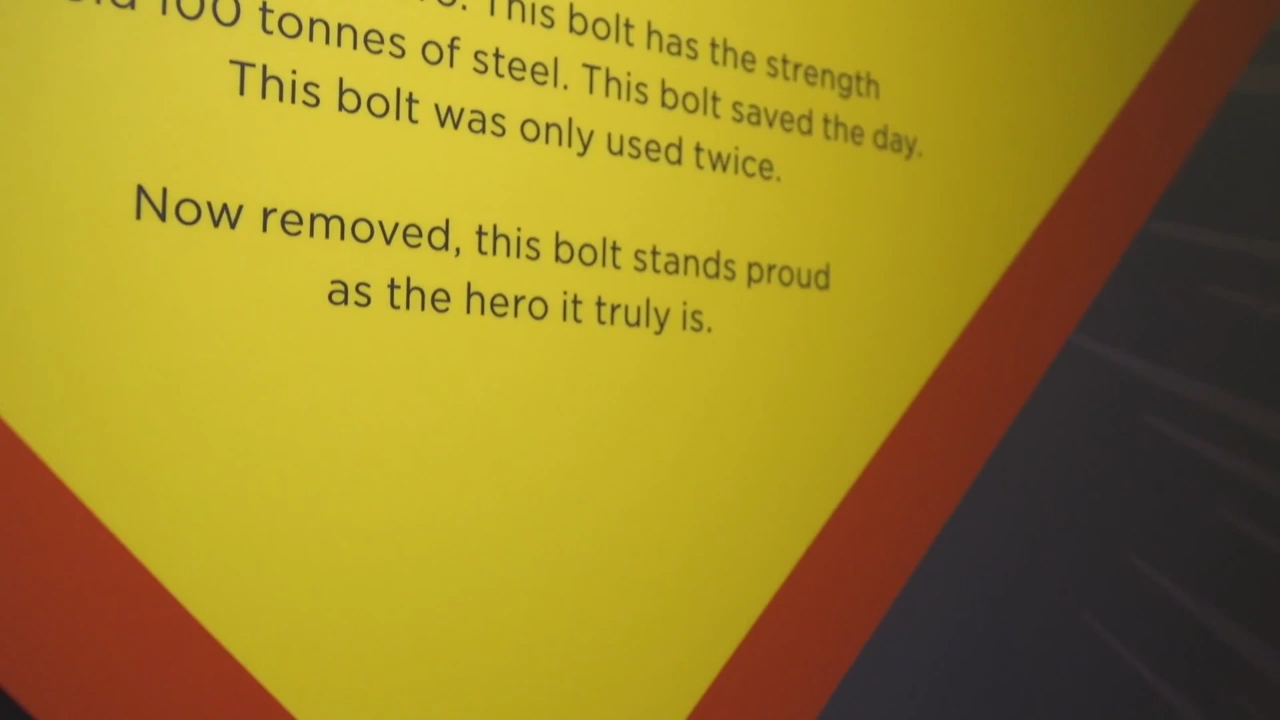 This bolt has the strength
100 tonnes of steel. This bolt saved the day.
This bolt was only used twice.
Now removed, this bolt stands proud
as the hero it truly is.